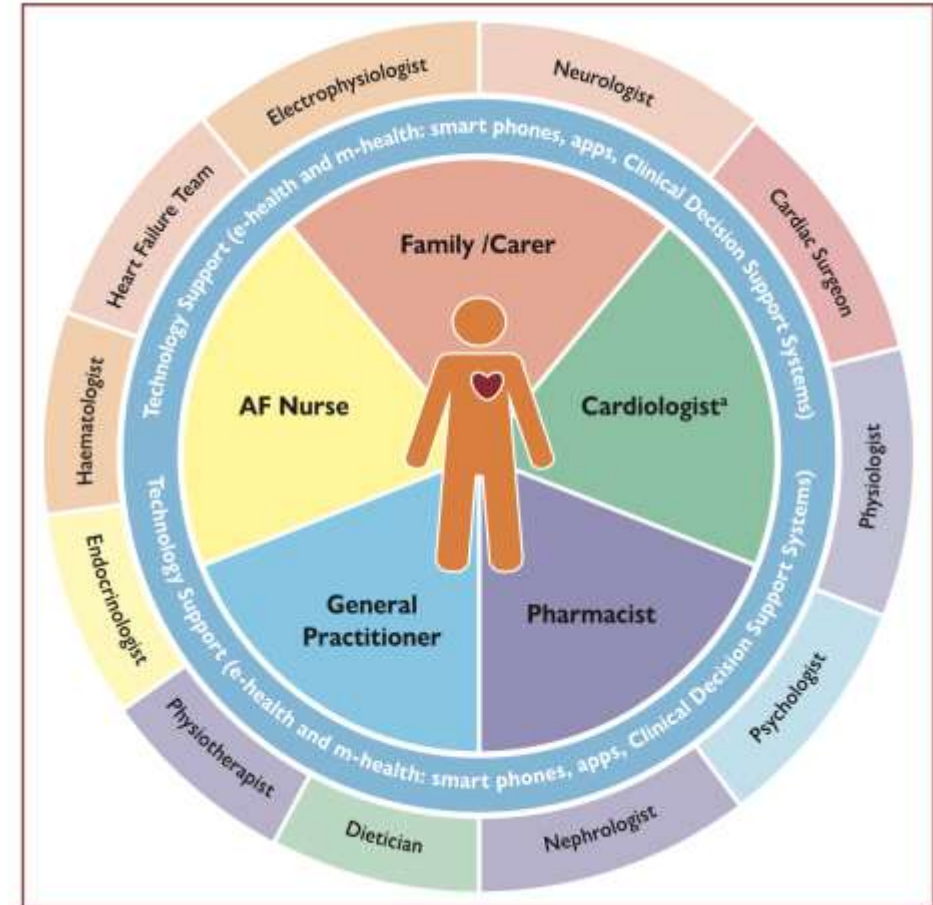 Electrophysiologist
Neurologist
Cardiac Surgeon
Physiologist
Psychologist
Nephrologist
Dietician
Physiotherapist
Endocrinologist
Haematologist
Heart Failure Team
Technology Support (e-health and m-health: smart phones, apps, Clinical Decision Support Systems)
Technology Support (e-health and m-health: smart phones, apps, Clinical Decision Support Systems)
Family /Carer
Cardiologistᵃ
Pharmacist
General
Practitioner
AF Nurse